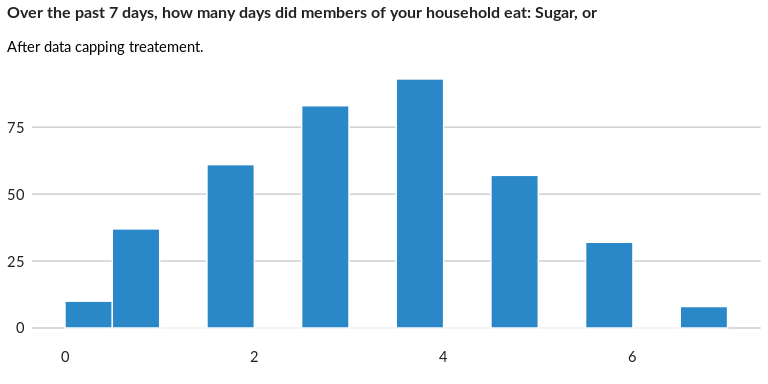 Over the past 7 days, how many days did members of your household eat: Sugar, or
After data capping treatement.
75
50
25
0
0 2 4 6